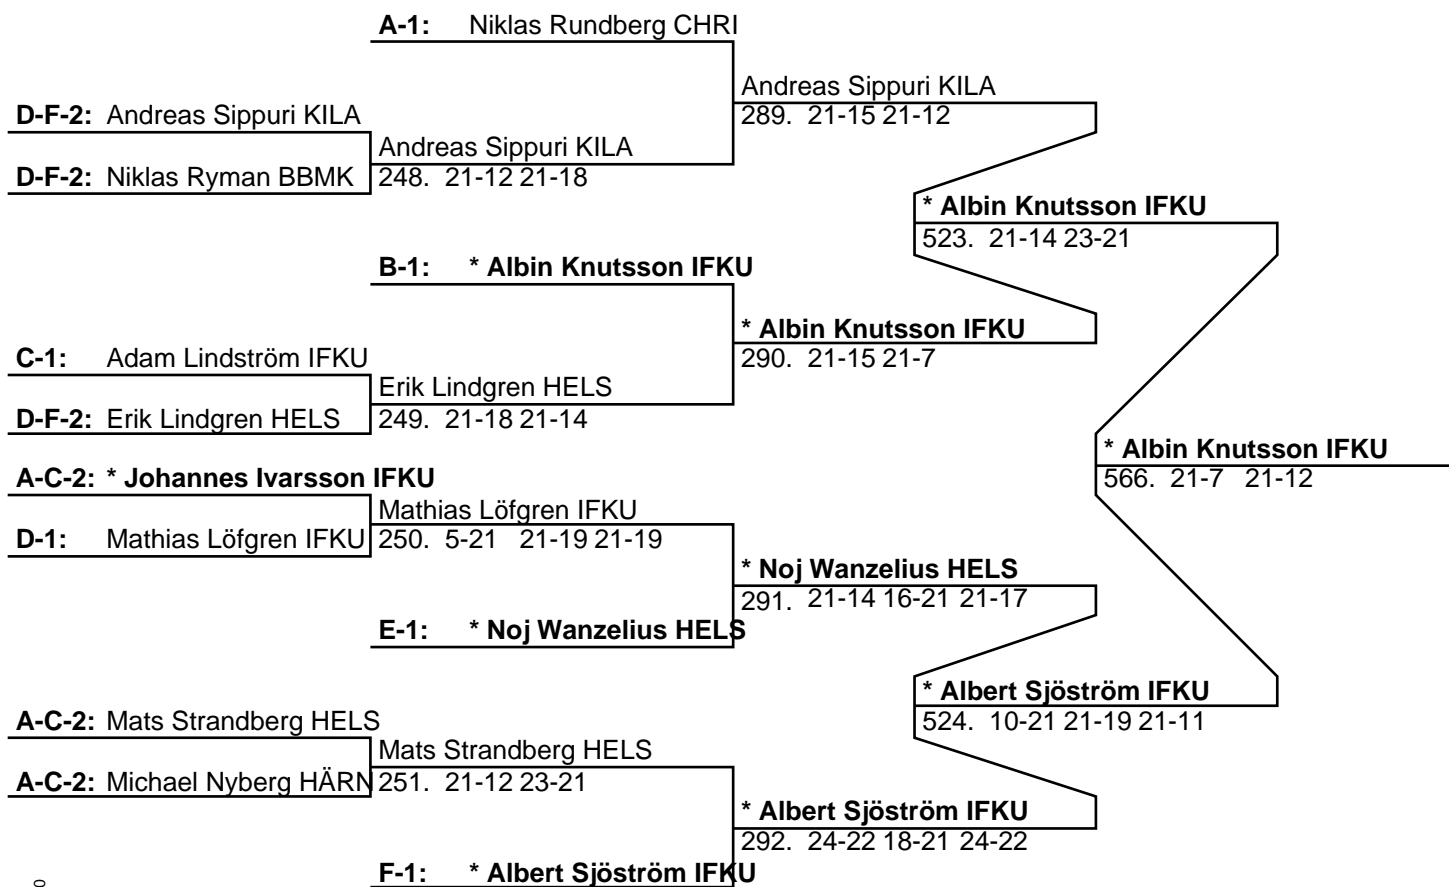 A-1: Niklas Rundberg CHRI
Andreas Sippuri KILA
289. 21-15 21-12
D-F-2: Andreas Sippuri KILA
Andreas Sippuri KILA
D-F-2: Niklas Ryman BBMK
248. 21-12 21-18
* Albin Knutsson IFKU
523. 21-14 23-21
B-1: * Albin Knutsson IFKU
* Albin Knutsson IFKU
290. 21-15 21-7
C-1: Adam Lindström IFKU
Erik Lindgren HELS
D-F-2: Erik Lindgren HELS
249. 21-18 21-14
* Albin Knutsson IFKU
566. 21-7 21-12
A-C-2: * Johannes Ivarsson IFKU
Mathias Löfgren IFKU
D-1: Mathias Löfgren IFKU
250. 5-21 21-19 21-19
* Noj Wanzelius HELS
291. 21-14 16-21 21-17
E-1: * Noj Wanzelius HELS
* Albert Sjöström IFKU
524. 10-21 21-19 21-11
A-C-2: Mats Strandberg HELS
Mats Strandberg HELS
A-C-2: Michael Nyberg HÄRN
251. 21-12 23-21
* Albert Sjöström IFKU
292. 24-22 18-21 24-22
F-1: * Albert Sjöström IFKU